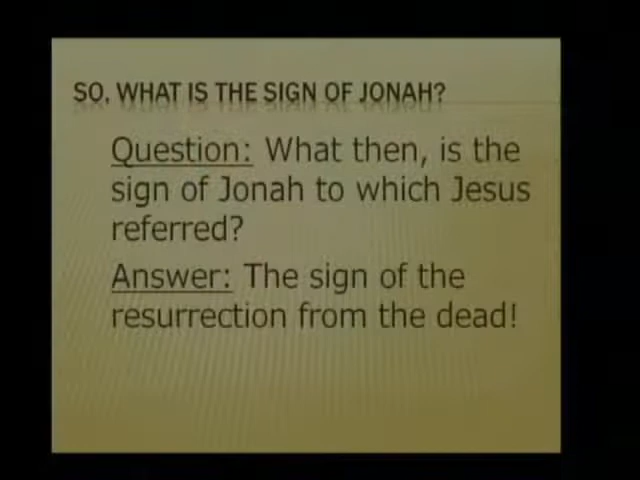 SO, WHAT IS THE SIGN OF JONAH?
Question: What then, is the
sign of Jonah to which Jesus
referred?
Answer: The sign of the
resurrection from the dead!